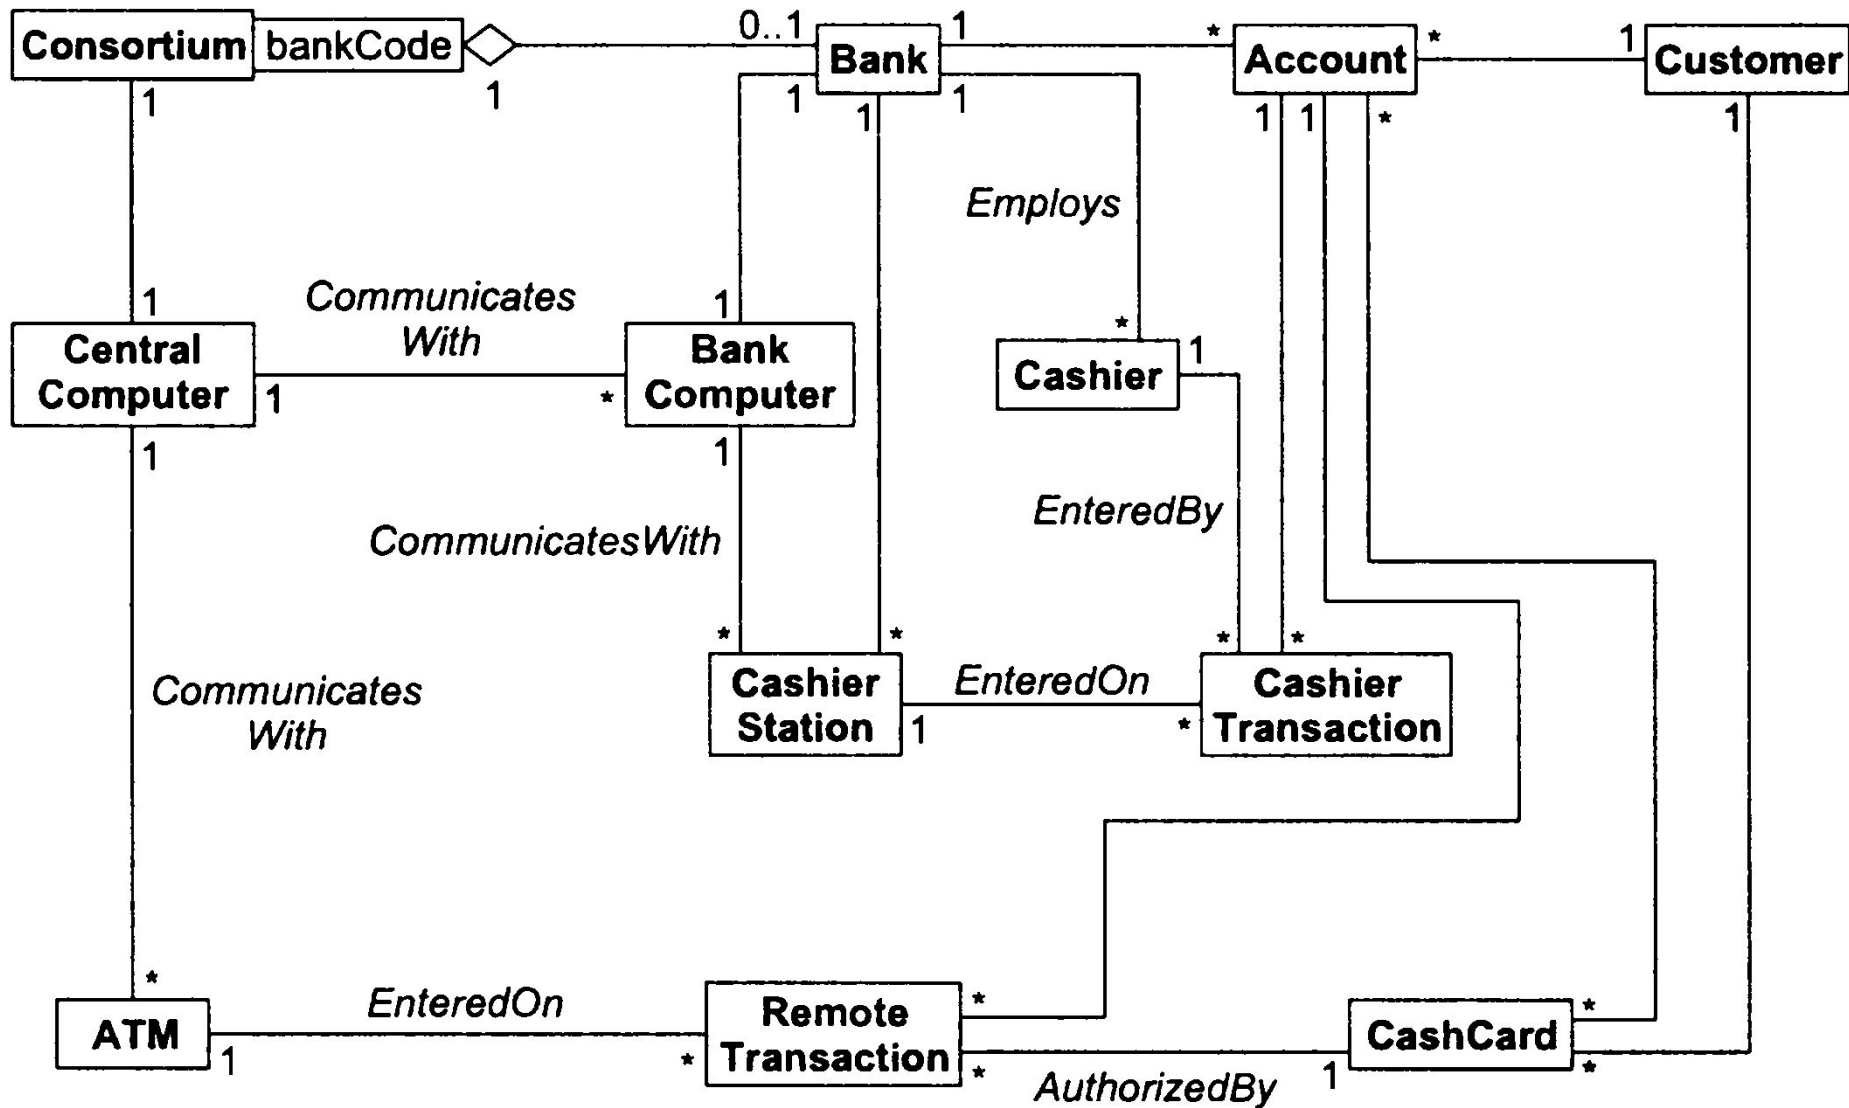 Consortium bankCode 1 0..1 Bank 1 * Account * 1 Customer
1 1 1 1 1 1 * 1
Employs
1 Communicates 1 *
With
Central
Computer
1 *
Bank
Computer
Cashier 1
1 1
EnteredBy
CommunicatesWith
* * * *
Communicates
With
Cashier
Station
EnteredOn
1 *
Cashier
Transaction
*
ATM
1
EnteredOn
*
Remote
Transaction
*
*
AuthorizedBy
1
CashCard
*
*